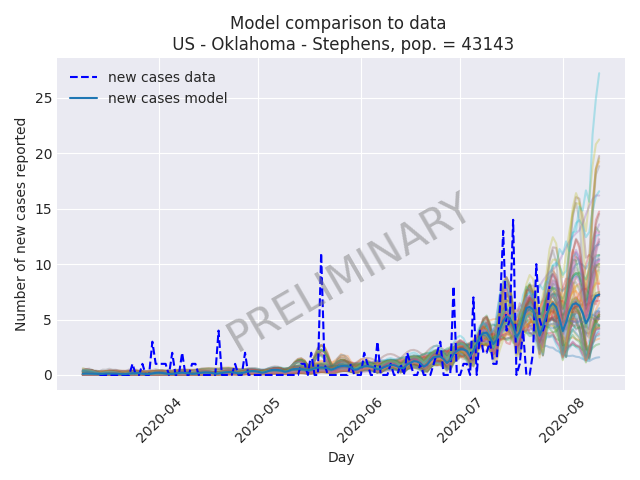 Model comparison to data
US - Oklahoma - Stephens, pop. = 43143
new cases data
new cases model
Number of new cases reported
25
20
15
10
5
0
PRELIMINARY
2020-04
2020-05
2020-06
2020-07
2020-08
Day